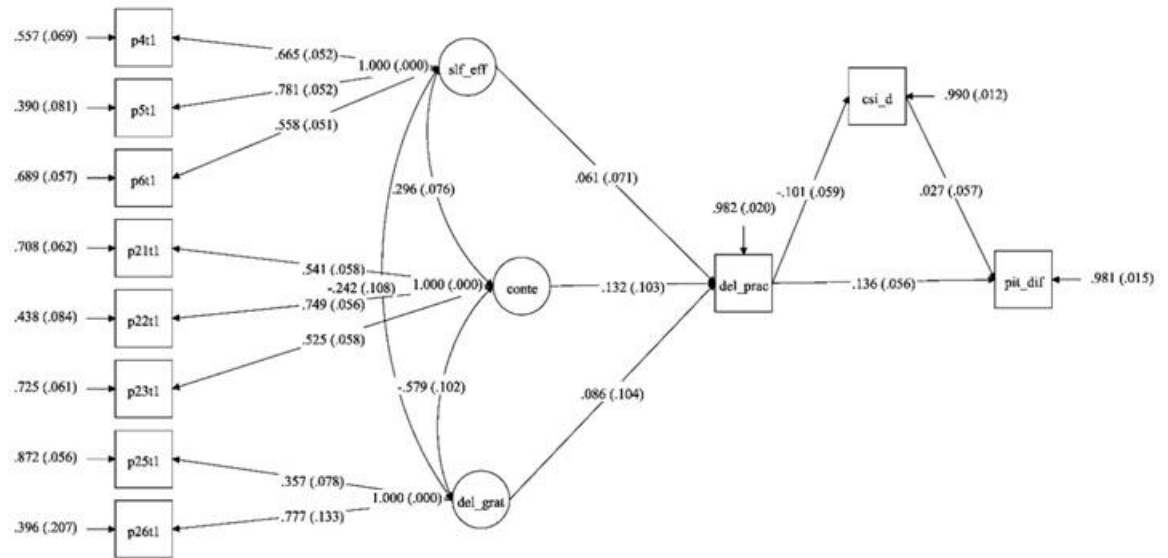 .557 (.069)
p4t1
.665 (.052)
1.000 (.000)
slf_eff
.390 (.081)
p5t1
.781 (.052)
.558 (.051)
.689 (.057)
p6t1
csi_d
.990 (.012)
.296 (.076)
.061 (.071)
-.101 (.059)
.027 (.057)
.982 (.020)
.708 (.062)
p21t1
.541 (.058)
-.242 (.108)
1.000 (.000)
conte
.132 (.103)
del_prac
.136 (.056)
pit_dif
.981 (.015)
.438 (.084)
p22t1
.749 (.056)
.525 (.058)
.725 (.061)
p23t1
-.579 (.102)
.086 (.104)
.872 (.056)
p25t1
.357 (.078)
1.000 (.000)
del_grat
.777 (.133)
.396 (.207)
p26t1